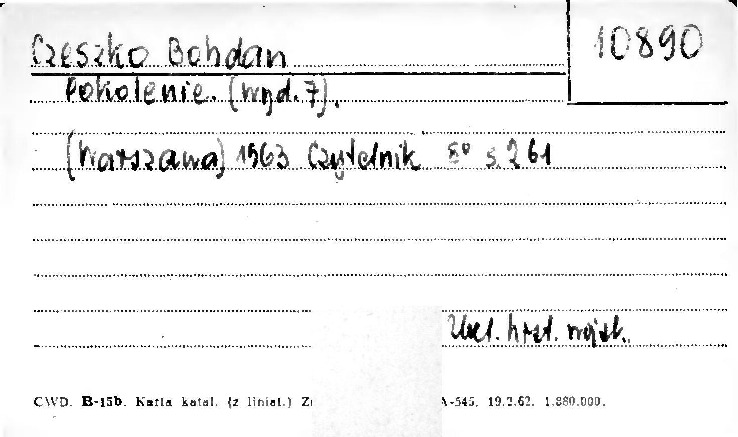 Czeszko Bohdan
10890
Pokolenie. (wyd. 7).
(Warszawa) 1963 Czytelnik 8° s. 261
hist.
CWD. B-15b. Karta katal. (z liniat.) Z
A-545, 19.2.62. 1.880.000.